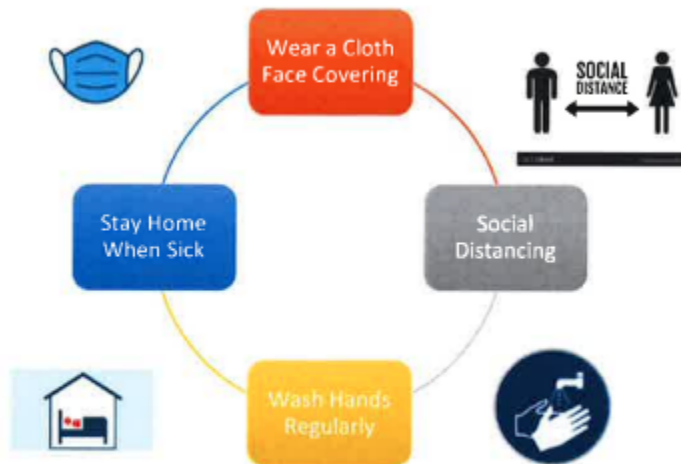 Wear a Cloth
Face Covering
SOCIAL
DISTANCE
Stay Home
When Sick
Social
Distancing
Wash Hands
Regularly